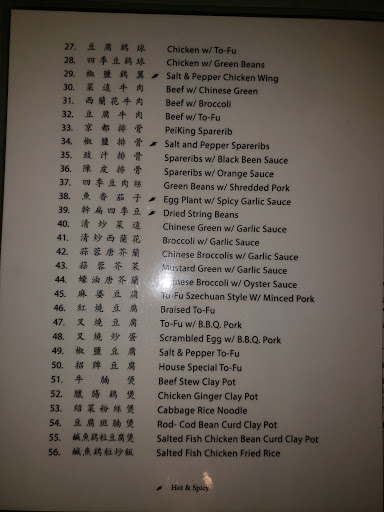 27. 豆腐鷄球 Chicken w/ To-Fu
28. 四季豆鷄球 Chicken w/ Green Beans
29. 椒鹽鷄翼 Salt & Pepper Chicken Wing
30. 菜遠牛肉 Beef w/ Chinese Green
31. 西蘭花牛肉 Beef w/ Broccoli
32. 豆腐牛肉 Beef w/ To-Fu
33. 京都排骨 PeiKing Sparerib
34. 椒鹽排骨 Salt and Pepper Spareribs
35. 豉汁排骨 Spareribs w/ Black Been Sauce
36. 陳皮排骨 Spareribs w/ Orange Sauce
37. 四季豆肉絲 Green Beans w/ Shredded Pork
38. 魚香茄子 Egg Plant w/ Spicy Garlic Sauce
39. 幹扁四季豆 Dried String Beans
40. 清炒菜遠 Chinese Green w/ Garlic Sauce
41. 清炒西蘭花 Broccoli w/ Garlic Sauce
42. 蒜蓉唐芥蘭 Chinese Broccolis w/ Garlic Sauce
43. 蒜蓉芥菜 Mustard Green w/ Garlic Sauce
44. 蠔油唐芥蘭 Chinese Broccoli w/ Oyster Sauce
45. 麻婆豆腐 To-Fu Szechuan Style W/ Minced Pork
46. 紅燒豆腐 Braised To-Fu
47. 叉燒豆腐 To-Fu w/ B.B.Q. Pork
48. 叉燒炒蛋 Scrambled Egg w/ B.B.Q. Pork
49. 椒鹽豆腐 Salt & Pepper To-Fu
50. 招牌豆腐 House Special To-Fu
51. 牛腩煲 Beef Stew Clay Pot
52. 臘腸鷄煲 Chicken Ginger Clay Pot
53. 紹菜粉絲煲 Cabbage Rice Noodle
54. 豆腐斑腩煲 Rod- Cod Bean Curd Clay Pot
55. 鹹魚鷄粒豆腐煲 Salted Fish Chicken Bean Curd Clay Pot
56. 鹹魚鷄粒炒飯 Salted Fish Chicken Fried Rice
Hot & Spicy